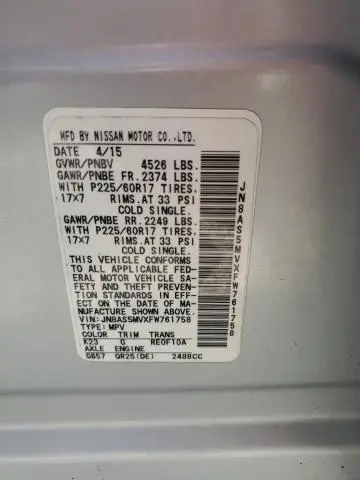 MFD BY NISSAN MOTOR CO.,LTD.
DATE 4/15
GVWR/PNBV 4526 LBS.
GAWR/PNBE FR. 2374 LBS.
WITH P225/60R17 TIRES.
17X7 RIMS. AT 33 PSI
COLD SINGLE.
GAWR/PNBE RR. 2249 LBS.
WITH P225/60R17 TIRES.
17X7 RIMS. AT 33 PSI
COLD SINGLE.
THIS VEHICLE CONFORMS
TO ALL APPLICABLE FED-
ERAL MOTOR VEHICLE SA-
FETY AND THEFT PREVEN-
TION STANDARDS IN EFF-
ECT ON THE DATE OF MA-
NUFACTURE SHOWN ABOVE.
VIN: JN8AS5MVXFW761758
TYPE: MPV
COLOR TRIM TRANS
K23 G RE0F10A
AXLE ENGINE
GB57 QR25(DE) 2488CC
JN8AS5MVXFW761758